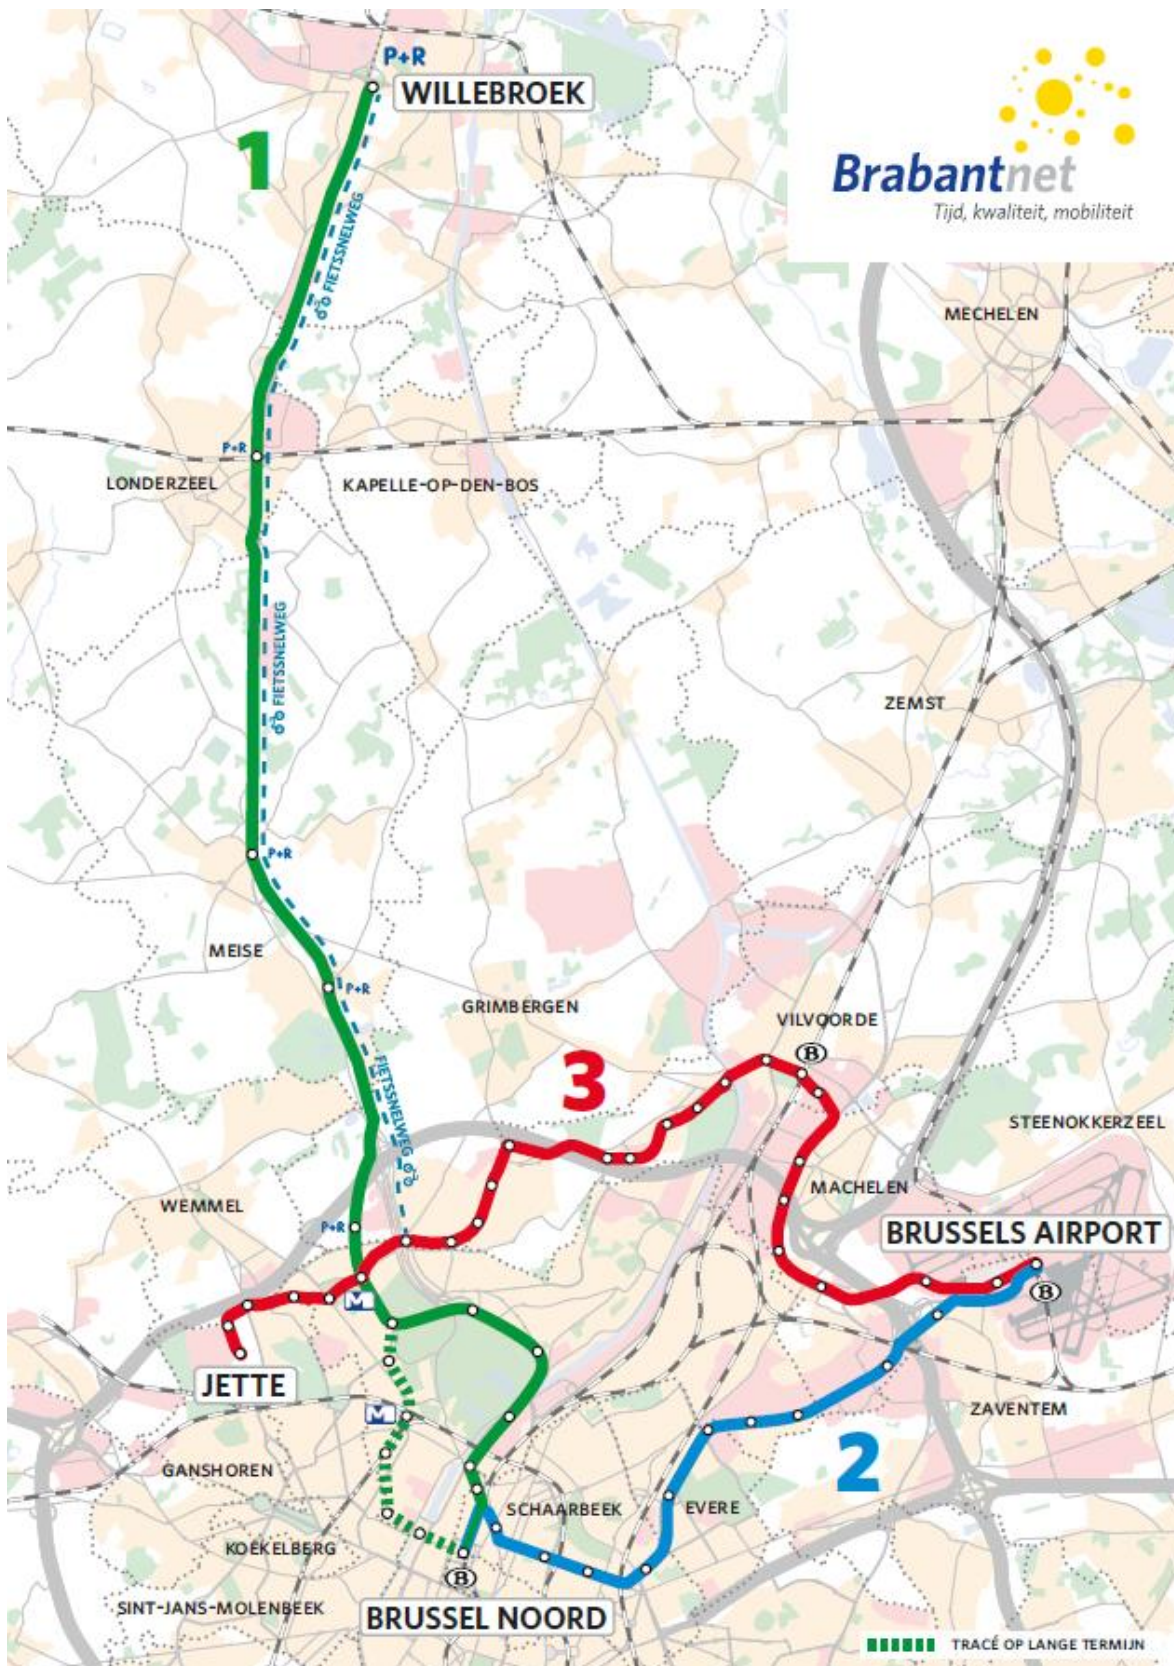 P+R
WILLEBROEK
1
Brabantnet
Tijd, kwaliteit, mobiliteit
FIETSSNELWEG
MECHELEN
P+R
LONDERZEEL
KAPELLE-OP-DEN-BOS
FIETSSNELWEG
ZEMST
P+R
MEISE
P+R
GRIMBERGEN
VILVOORDE
B
3
FIETSSNELWEG
STEENOKKERZEEL
MACHELEN
WEMMEL
P+R
BRUSSELS AIRPORT
B
M
JETTE
M
ZAVENTEM
2
GANSHOREN
SCHAARBEEK
EVERE
KOEKELBERG
B
SINT-JANS-MOLENBEEK
BRUSSEL NOORD
TRACÉ OP LANGE TERMIJN